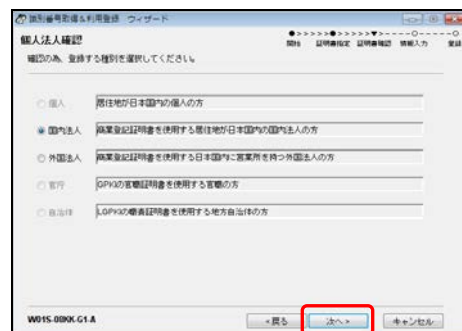 識別番号取得&利用登録 ウィザード
個人法人確認
開始 証明書指定 証明書確認 情報入力 登録
確認の為、登録する種別を選択してください。
個人 居住地が日本国内の個人の方
国内法人 商業登記証明書を使用する居住地が日本国内の国内法人の方
外国法人 商業登記証明書を使用する日本国内に営業所を持つ外国法人の方
官庁 GPKIの官職証明書を使用する官職の方
自治体 LGPKIの職責証明書を使用する地方自治体の方
W01S-00KK-G1-A
<戻る 次へ> キャンセル